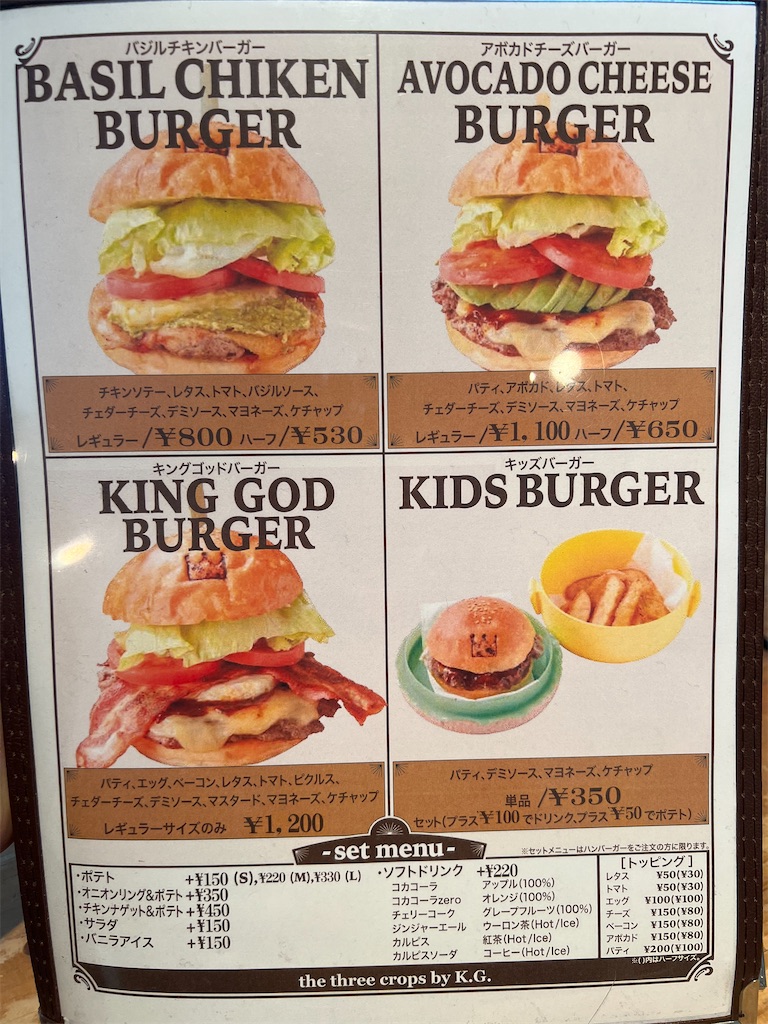 バジルチキンバーガー
BASIL CHIKEN
BURGER
チキンソテー、レタス、トマト、バジルソース、
チェダーチーズ、デミソース、マヨネーズ、ケチャップ
レギュラー/¥800 ハーフ/¥530
アボカドチーズバーガー
AVOCADO CHEESE
BURGER
パティ、アボカド、レタス、トマト、
チェダーチーズ、デミソース、マヨネーズ、ケチャップ
レギュラー/¥1,100 ハーフ/¥650
キングゴッドバーガー
KING GOD
BURGER
パティ、エッグ、ベーコン、レタス、トマト、ピクルス、
チェダーチーズ、デミソース、マスタード、マヨネーズ、ケチャップ
レギュラーサイズのみ ¥1,200
キッズバーガー
KIDS BURGER
パティ、デミソース、マヨネーズ、ケチャップ
単品 /¥350
セット(プラス¥100でドリンク、プラス¥50でポテト)
-set menu-
※セットメニューはハンバーガーをご注文の方に限ります。
・ポテト +¥150 (S),¥220 (M),¥330 (L)
・オニオンリング&ポテト+¥350
・チキンナゲット&ポテト+¥450
・サラダ +¥150
・バニラアイス +¥150
・ソフトドリンク +¥220
コカコーラ アップル(100%)
コカコーラzero オレンジ(100%)
チェリーコーク グレープフルーツ(100%)
ジンジャーエール ウーロン茶(Hot/Ice)
カルピス 紅茶(Hot/Ice)
カルピスソーダ コーヒー(Hot/Ice)
[トッピング]
レタス ¥50(¥30)
トマト ¥50(¥30)
エッグ ¥100(¥100)
チーズ ¥150(¥80)
ベーコン ¥150(¥80)
アボカド ¥150(¥80)
パティ ¥200(¥100)
※()内はハーフサイズ。
the three crops by K.G.